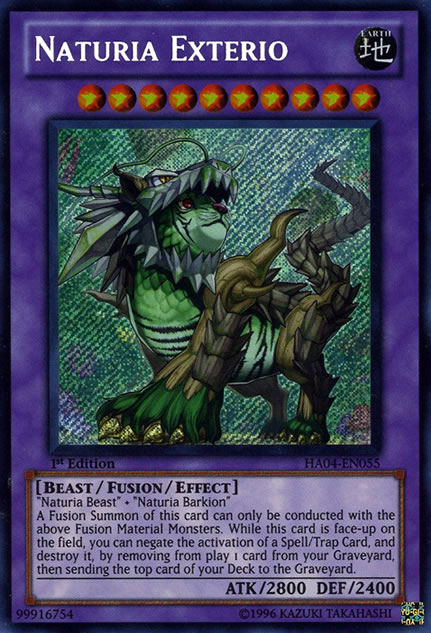 NATURIA EXTERIO
EARTH
地
1st Edition
HA04-EN055
[BEAST / FUSION / EFFECT]
"Naturia Beast" + "Naturia Barkion"
A Fusion Summon of this card can only be conducted with the
above Fusion Material Monsters. While this card is face-up on
the field, you can negate the activation of a Spell/Trap Card, and
destroy it, by removing from play 1 card from your Graveyard,
then sending the top card of your Deck to the Graveyard.
ATK/2800 DEF/2400
99916754
©1996 KAZUKI TAKAHASHI